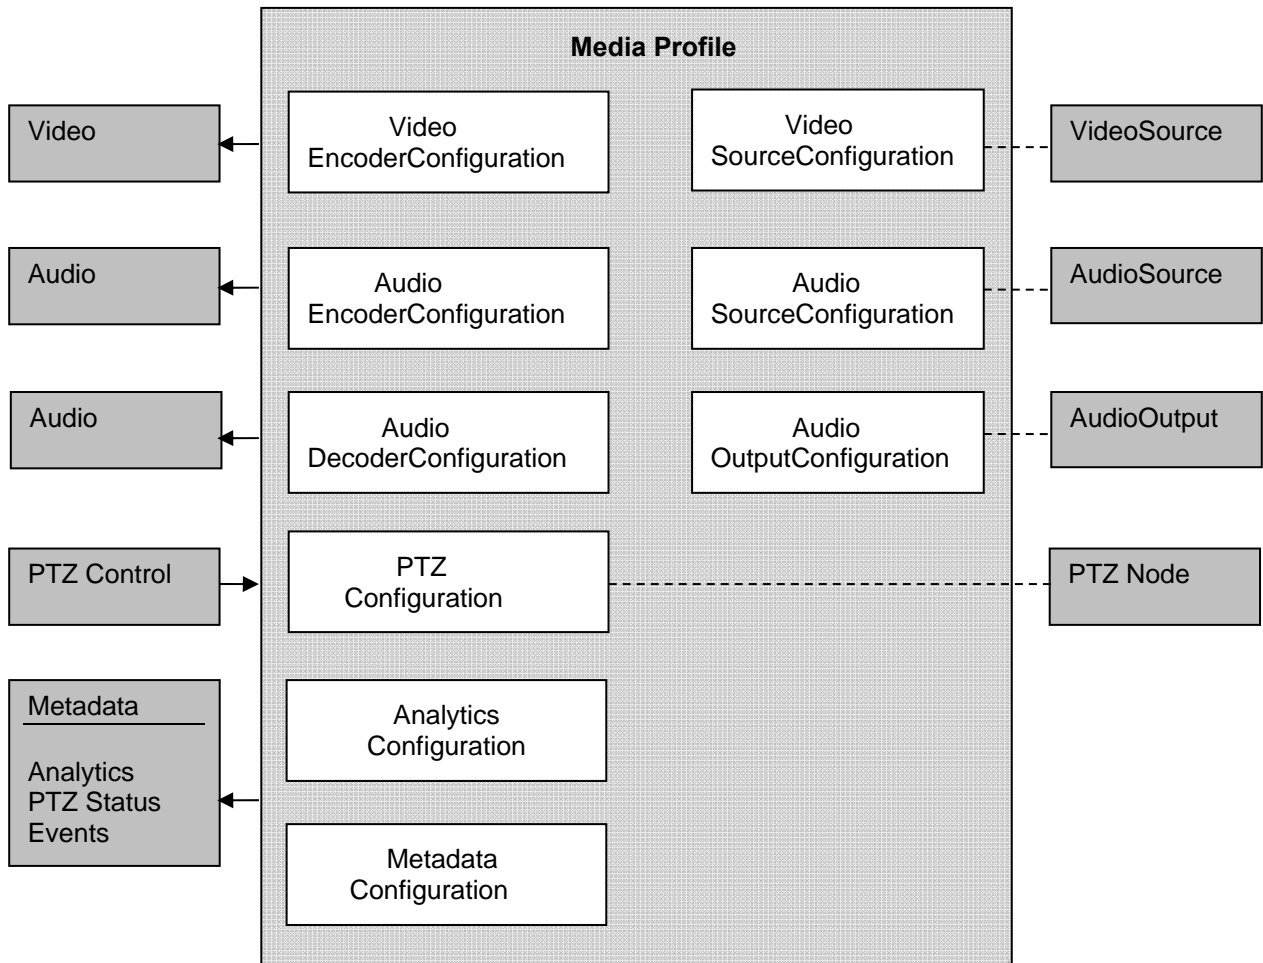 Media Profile
Video
Video
EncoderConfiguration
Video
SourceConfiguration
VideoSource
Audio
Audio
EncoderConfiguration
Audio
SourceConfiguration
AudioSource
Audio
Audio
DecoderConfiguration
Audio
OutputConfiguration
AudioOutput
PTZ Control
PTZ
Configuration
PTZ Node
Metadata
Analytics
PTZ Status
Events
Analytics
Configuration
Metadata
Configuration